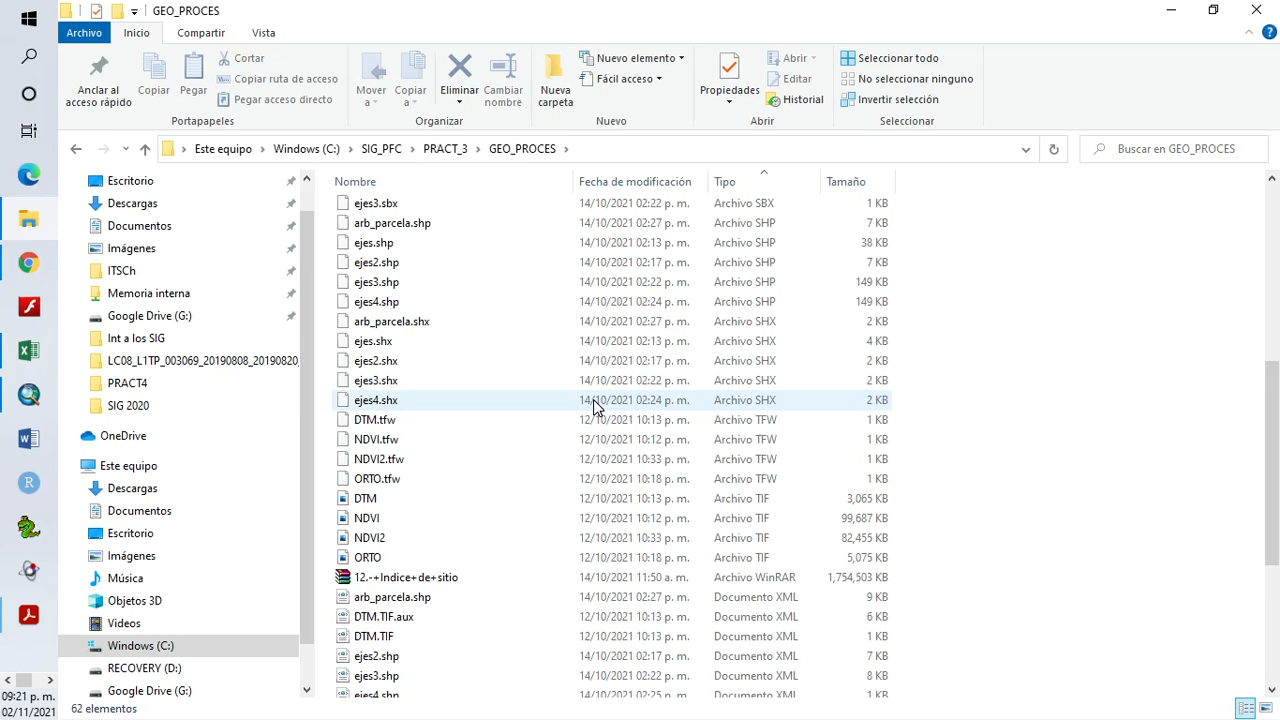 GEO_PROCES
Archivo Inicio Compartir Vista
Anclar al acceso rápido
Copiar
Pegar
Cortar
Copiar ruta de acceso
Pegar acceso directo
Mover a
Copiar a
Eliminar
Cambiar nombre
Nueva carpeta
Nuevo elemento
Fácil acceso
Propiedades
Abrir
Editar
Historial
Seleccionar todo
No seleccionar ninguno
Invertir selección
Portapapeles Organizar Nuevo Abrir Seleccionar
Este equipo > Windows (C:) > SIG_PFC > PRACT_3 > GEO_PROCES >
Buscar en GEO_PROCES
Escritorio
Descargas
Documentos
Imágenes
ITSCh
Memoria interna
Google Drive (G:)
Int a los SIG
LC08_L1TP_003069_20190808_20190820_
PRACT4
SIG 2020
OneDrive
Este equipo
Descargas
Documentos
Escritorio
Imágenes
Música
Objetos 3D
Videos
Windows (C:)
RECOVERY (D:)
Google Drive (G:)
Nombre Fecha de modificación Tipo Tamaño
ejes3.sbx 14/10/2021 02:22 p. m. Archivo SBX 1 KB
arb_parcela.shp 14/10/2021 02:27 p. m. Archivo SHP 7 KB
ejes.shp 14/10/2021 02:13 p. m. Archivo SHP 38 KB
ejes2.shp 14/10/2021 02:17 p. m. Archivo SHP 7 KB
ejes3.shp 14/10/2021 02:22 p. m. Archivo SHP 149 KB
ejes4.shp 14/10/2021 02:24 p. m. Archivo SHP 149 KB
arb_parcela.shx 14/10/2021 02:27 p. m. Archivo SHX 2 KB
ejes.shx 14/10/2021 02:13 p. m. Archivo SHX 4 KB
ejes2.shx 14/10/2021 02:17 p. m. Archivo SHX 2 KB
ejes3.shx 14/10/2021 02:22 p. m. Archivo SHX 2 KB
ejes4.shx 14/10/2021 02:24 p. m. Archivo SHX 2 KB
DTM.tfw 12/10/2021 10:13 p. m. Archivo TFW 1 KB
NDVI.tfw 12/10/2021 10:12 p. m. Archivo TFW 1 KB
NDVI2.tfw 12/10/2021 10:33 p. m. Archivo TFW 1 KB
ORTO.tfw 12/10/2021 10:18 p. m. Archivo TFW 1 KB
DTM 12/10/2021 10:13 p. m. Archivo TIF 3,065 KB
NDVI 12/10/2021 10:12 p. m. Archivo TIF 99,687 KB
NDVI2 12/10/2021 10:33 p. m. Archivo TIF 82,455 KB
ORTO 12/10/2021 10:18 p. m. Archivo TIF 5,075 KB
12.-+Indice+de+sitio 14/10/2021 11:50 a. m. Archivo WinRAR 1,754,503 KB
arb_parcela.shp 14/10/2021 02:27 p. m. Documento XML 9 KB
DTM.TIF.aux 12/10/2021 10:13 p. m. Documento XML 6 KB
DTM.TIF 12/10/2021 10:13 p. m. Documento XML 1 KB
ejes2.shp 14/10/2021 02:17 p. m. Documento XML 7 KB
ejes3.shp 14/10/2021 02:22 p. m. Documento XML 8 KB
ejes4.shp 14/10/2021 02:25 p. m. Documento XML 1 KB
62 elementos
09:21 p. m.
02/11/2021